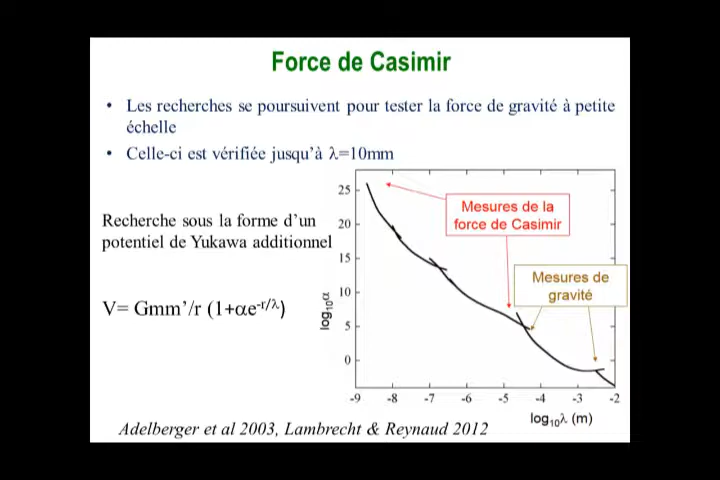 Force de Casimir
• Les recherches se poursuivent pour tester la force de gravité à petite
échelle
• Celle-ci est vérifiée jusqu'à λ=10mm
Recherche sous la forme d'un
potentiel de Yukawa additionnel
V= Gmm'/r (1+αe-r/λ)
Mesures de la
force de Casimir
Mesures de
gravité
log10α
25
20
15
10
5
0
-9 -8 -7 -6 -5 -4 -3 -2
log10λ (m)
Adelberger et al 2003, Lambrecht & Reynaud 2012